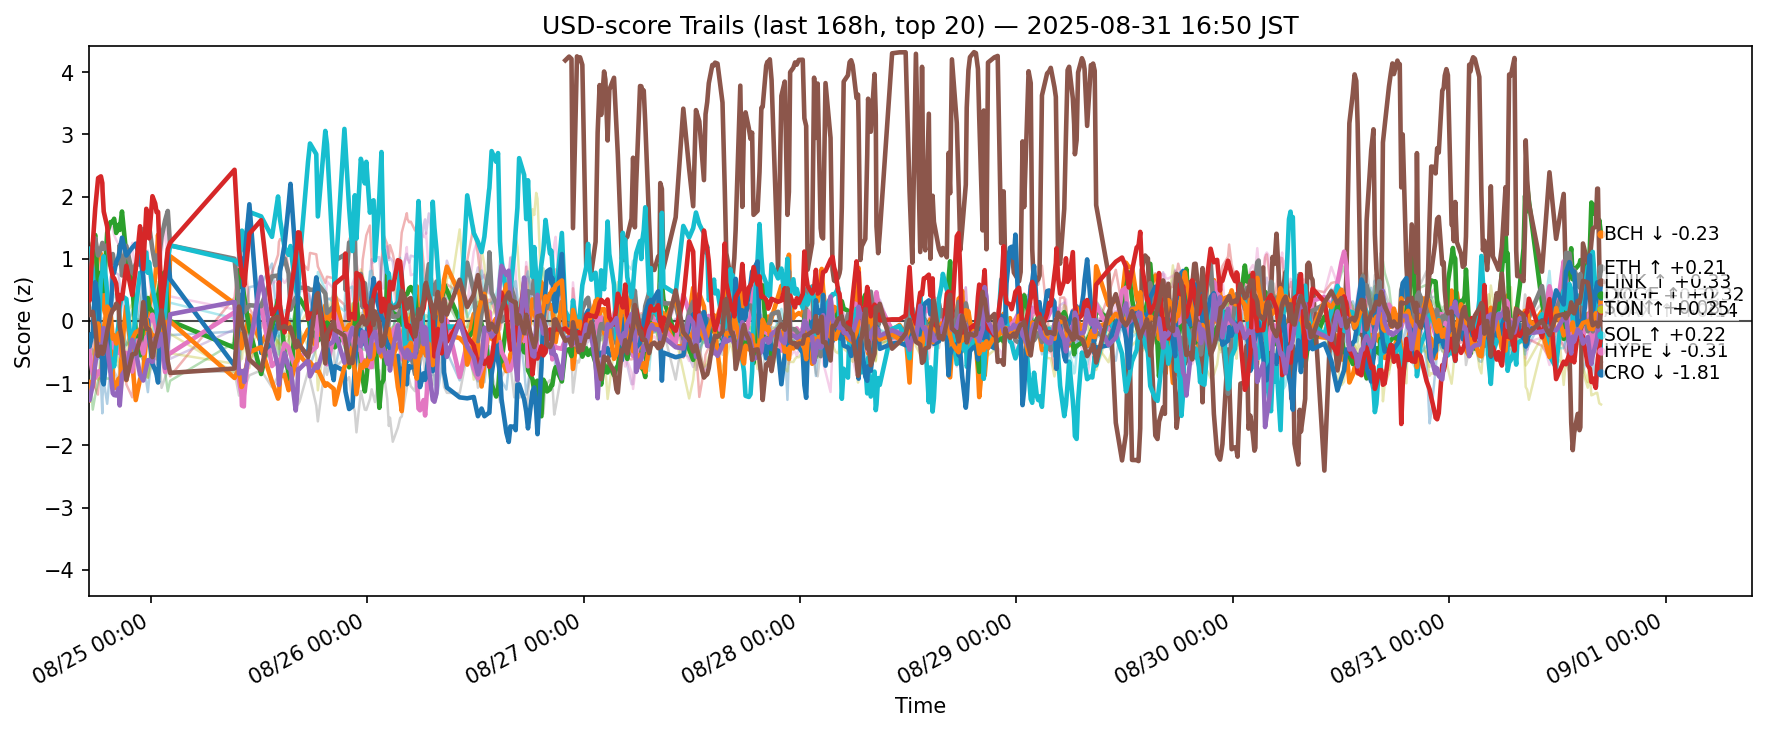 USD-score Trails (last 168h, top 20) — 2025-08-31 16:50 JST
Score (z)
4
3
2
1
0
−1
−2
−3
−4
BCH ↓ -0.23
ETH ↑ +0.21
LINK ↑ +0.33
DOGE
TON ↑ +0.25
SOL ↑ +0.22
HYPE ↓ -0.31
CRO ↓ -1.81
08/25 00:00
08/26 00:00
08/27 00:00
08/28 00:00
08/29 00:00
08/30 00:00
08/31 00:00
09/01 00:00
Time